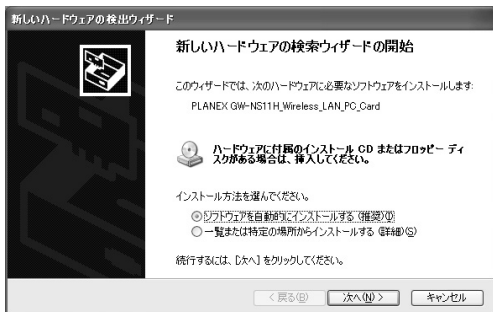 新しいハードウェアの検出ウィザード
新しいハードウェアの検索ウィザードの開始
このウィザードでは、次のハードウェアに必要なソフトウェアをインストールします:
PLANEX GW-NS11H_Wireless_LAN_PC_Card
ハードウェアに付属のインストール CD またはフロッピー ディ
スクがある場合は、挿入してください。
インストール方法を選んでください。
ソフトウェアを自動的にインストールする (推奨)(I)
一覧または特定の場所からインストールする (詳細)(S)
続行するには、[次へ] をクリックしてください。
< 戻る(B) 次へ(N) > キャンセル